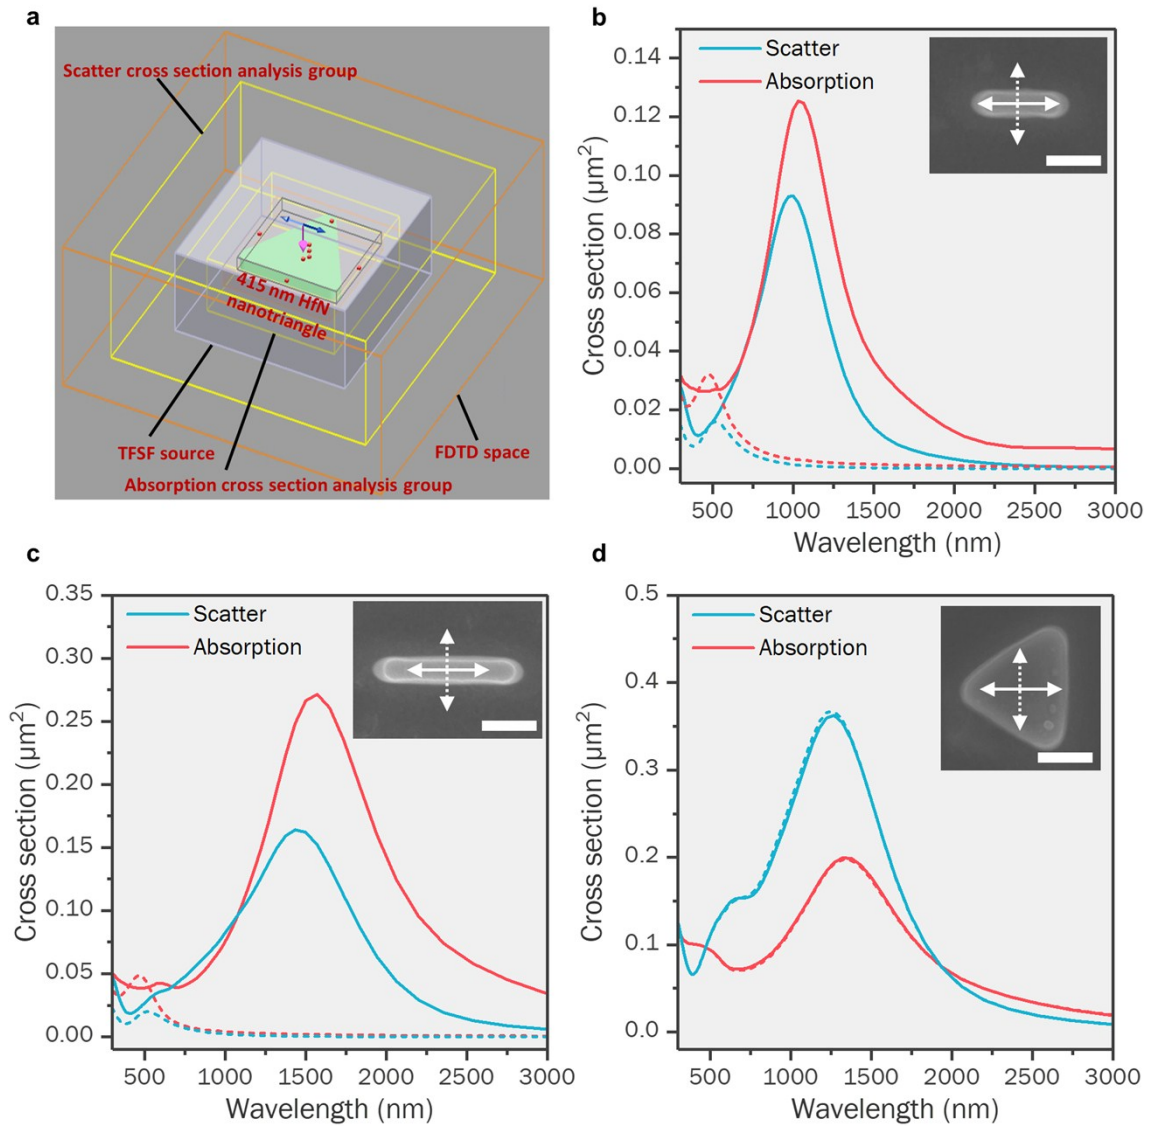 a
Scatter cross section analysis group
415 nm HfN
nanotriangle
TFSF source
FDTD space
Absorption cross section analysis group
b
Scatter
Absorption
0.14
0.12
0.10
0.08
0.06
0.04
0.02
0.00
Cross section (μm²)
500 1000 1500 2000 2500 3000
Wavelength (nm)
c
Scatter
Absorption
0.35
0.30
0.25
0.20
0.15
0.10
0.05
0.00
Cross section (μm²)
500 1000 1500 2000 2500 3000
Wavelength (nm)
d
Scatter
Absorption
0.5
0.4
0.3
0.2
0.1
0.0
Cross section (μm²)
500 1000 1500 2000 2500 3000
Wavelength (nm)